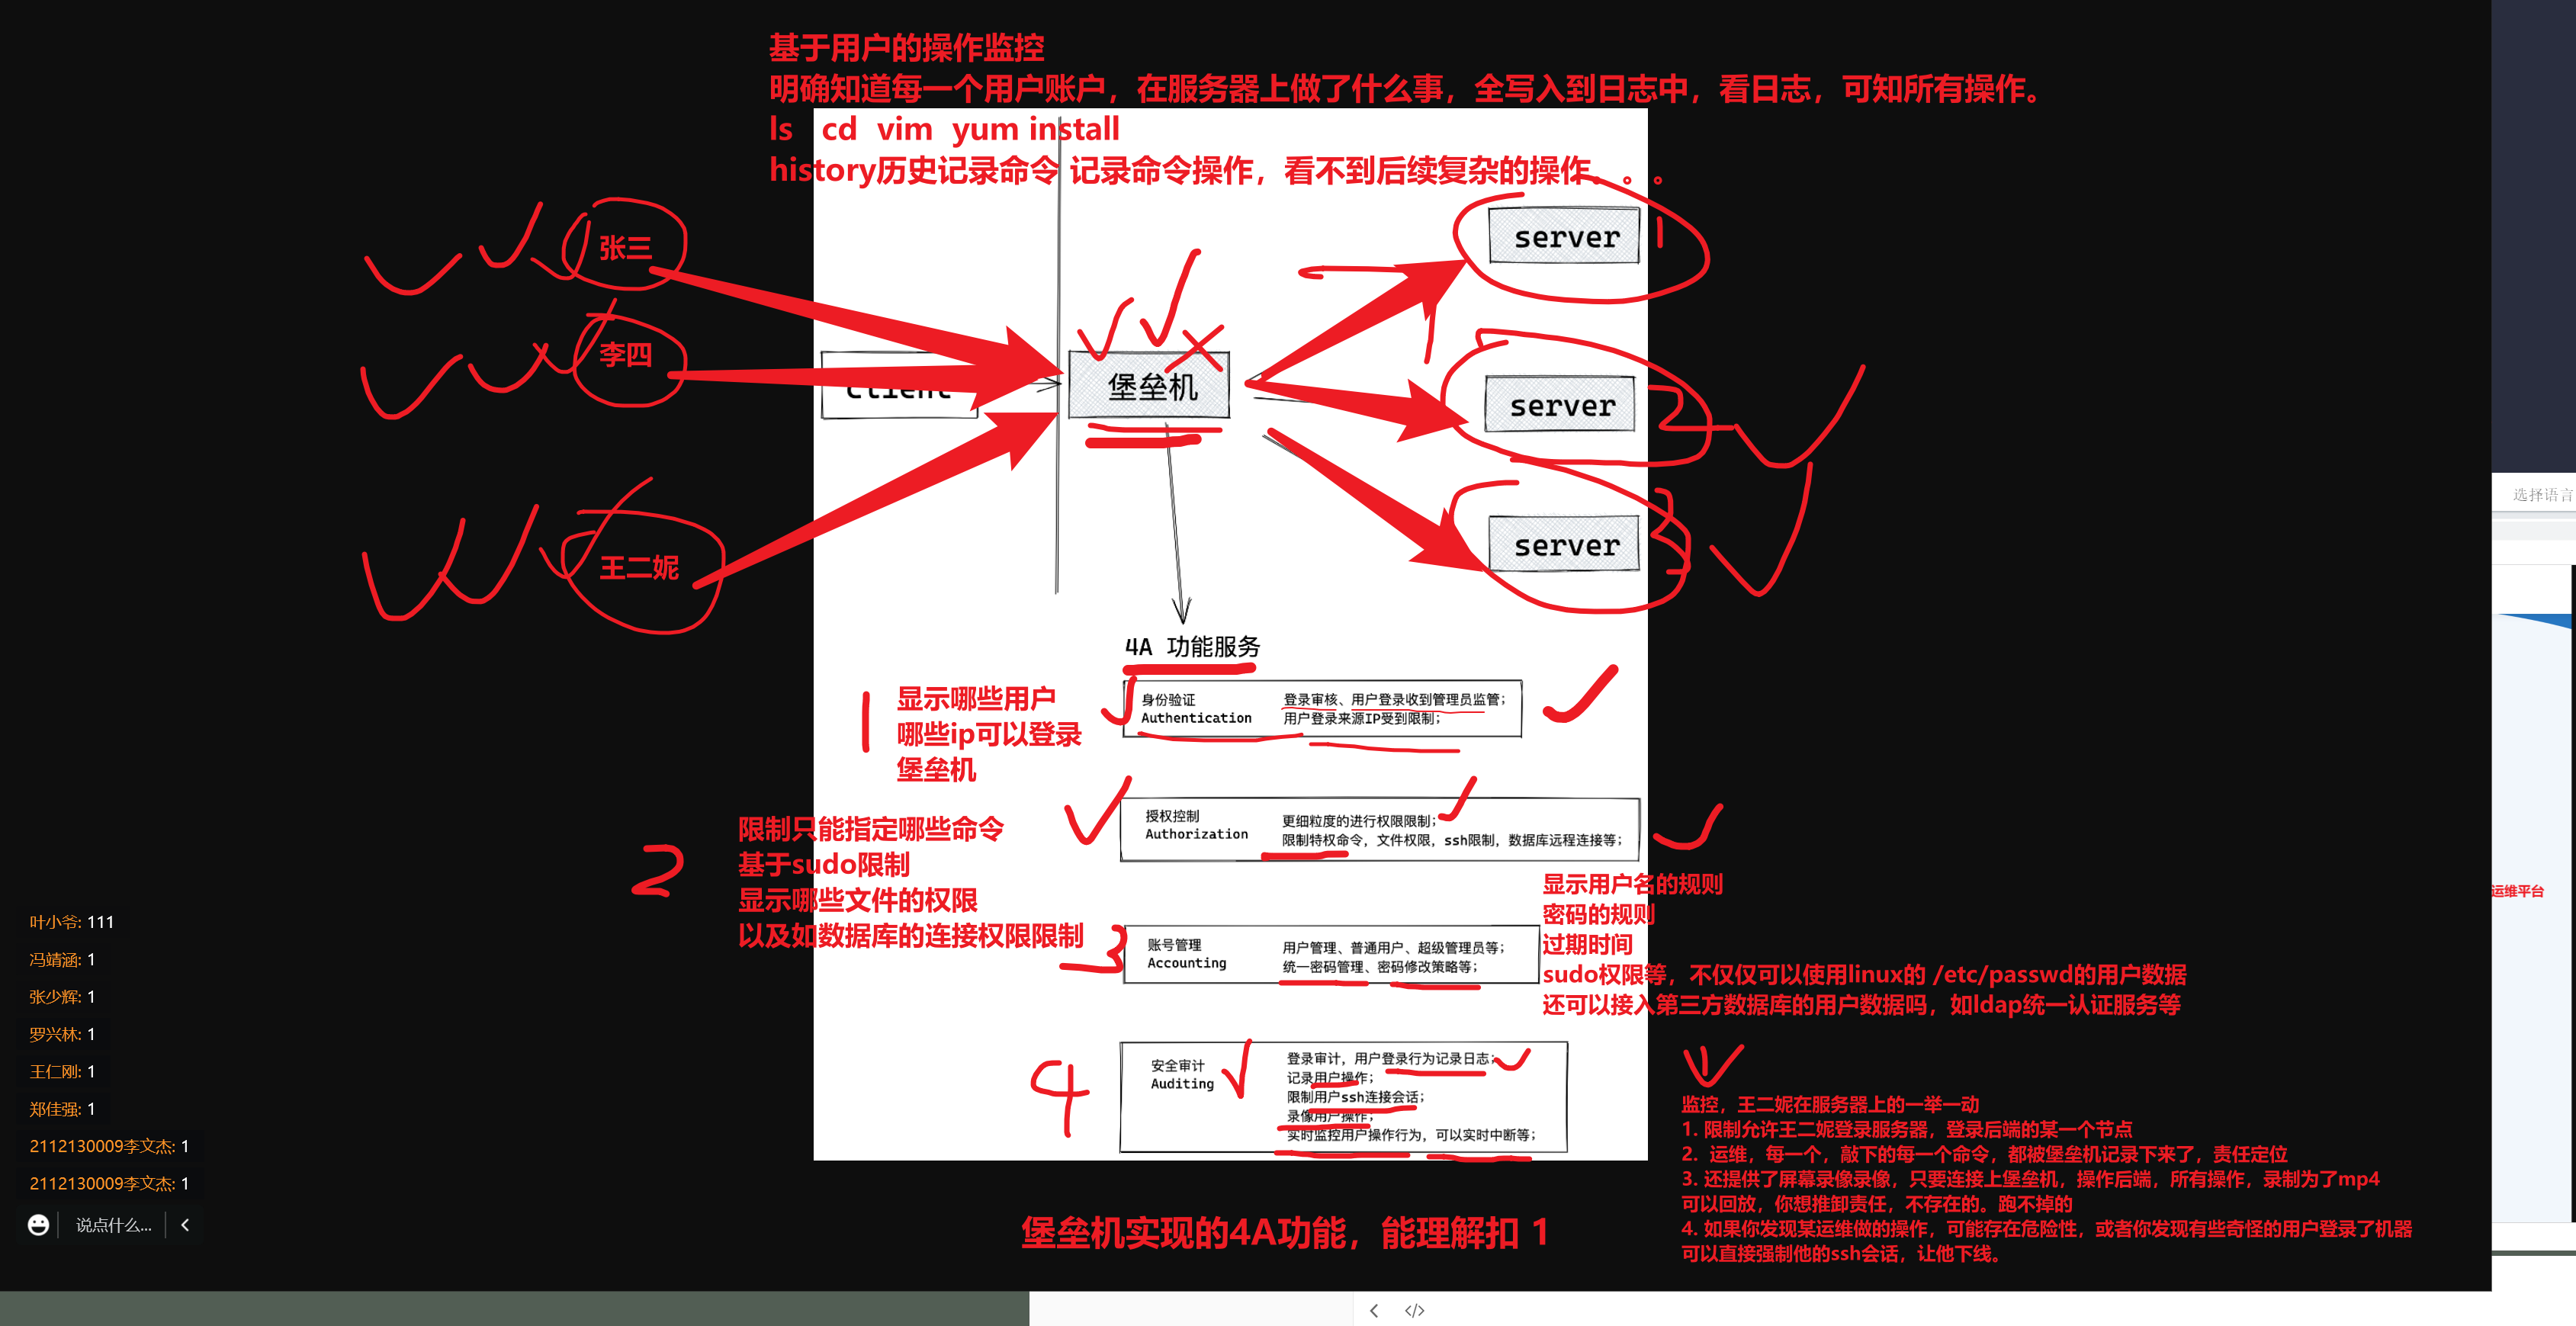 基于用户的操作监控
明确知道每一个用户账户，在服务器上做了什么事，全写入到日志中，看日志，可知所有操作。
ls cd vim yum install
history历史记录命令 记录命令操作，看不到后续复杂的操作。。。
张三
李四
王二妮
client
堡垒机
server
1
server
2
server
3
选择语言
4A 功能服务
1
显示哪些用户
哪些ip可以登录
堡垒机
身份验证
Authentication
登录审核、用户登录收到管理员监管；
用户登录来源IP受到限制；
2
限制只能指定哪些命令
基于sudo限制
显示哪些文件的权限
以及如数据库的连接权限限制
授权控制
Authorization
更细粒度的进行权限限制；
限制特权命令，文件权限，ssh限制，数据库远程连接等；
3
账号管理
Accounting
用户管理、普通用户、超级管理员等；
统一密码管理、密码修改策略等；
显示用户名的规则
密码的规则
过期时间
sudo权限等，不仅仅可以使用linux的 /etc/passwd的用户数据
还可以接入第三方数据库的用户数据吗，如ldap统一认证服务等
运维平台
4
安全审计
Auditing
登录审计，用户登录行为记录日志；
记录用户操作；
限制用户ssh连接会话；
录像用户操作；
实时监控用户操作行为，可以实时中断等；
监控，王二妮在服务器上的一举一动
1. 限制允许王二妮登录服务器，登录后端的某一个节点
2. 运维，每一个，敲下的每一个命令，都被堡垒机记录下来了，责任定位
3. 还提供了屏幕录像录像，只要连接上堡垒机，操作后端，所有操作，录制为了mp4
可以回放，你想推卸责任，不存在的。跑不掉的
4. 如果你发现某运维做的操作，可能存在危险性，或者你发现有些奇怪的用户登录了机器
可以直接强制他的ssh会话，让他下线。
堡垒机实现的4A功能，能理解扣 1
叶小爷: 111
冯靖涵: 1
张少辉: 1
罗兴林: 1
王仁刚: 1
郑佳强: 1
2112130009李文杰: 1
2112130009李文杰: 1
说点什么...